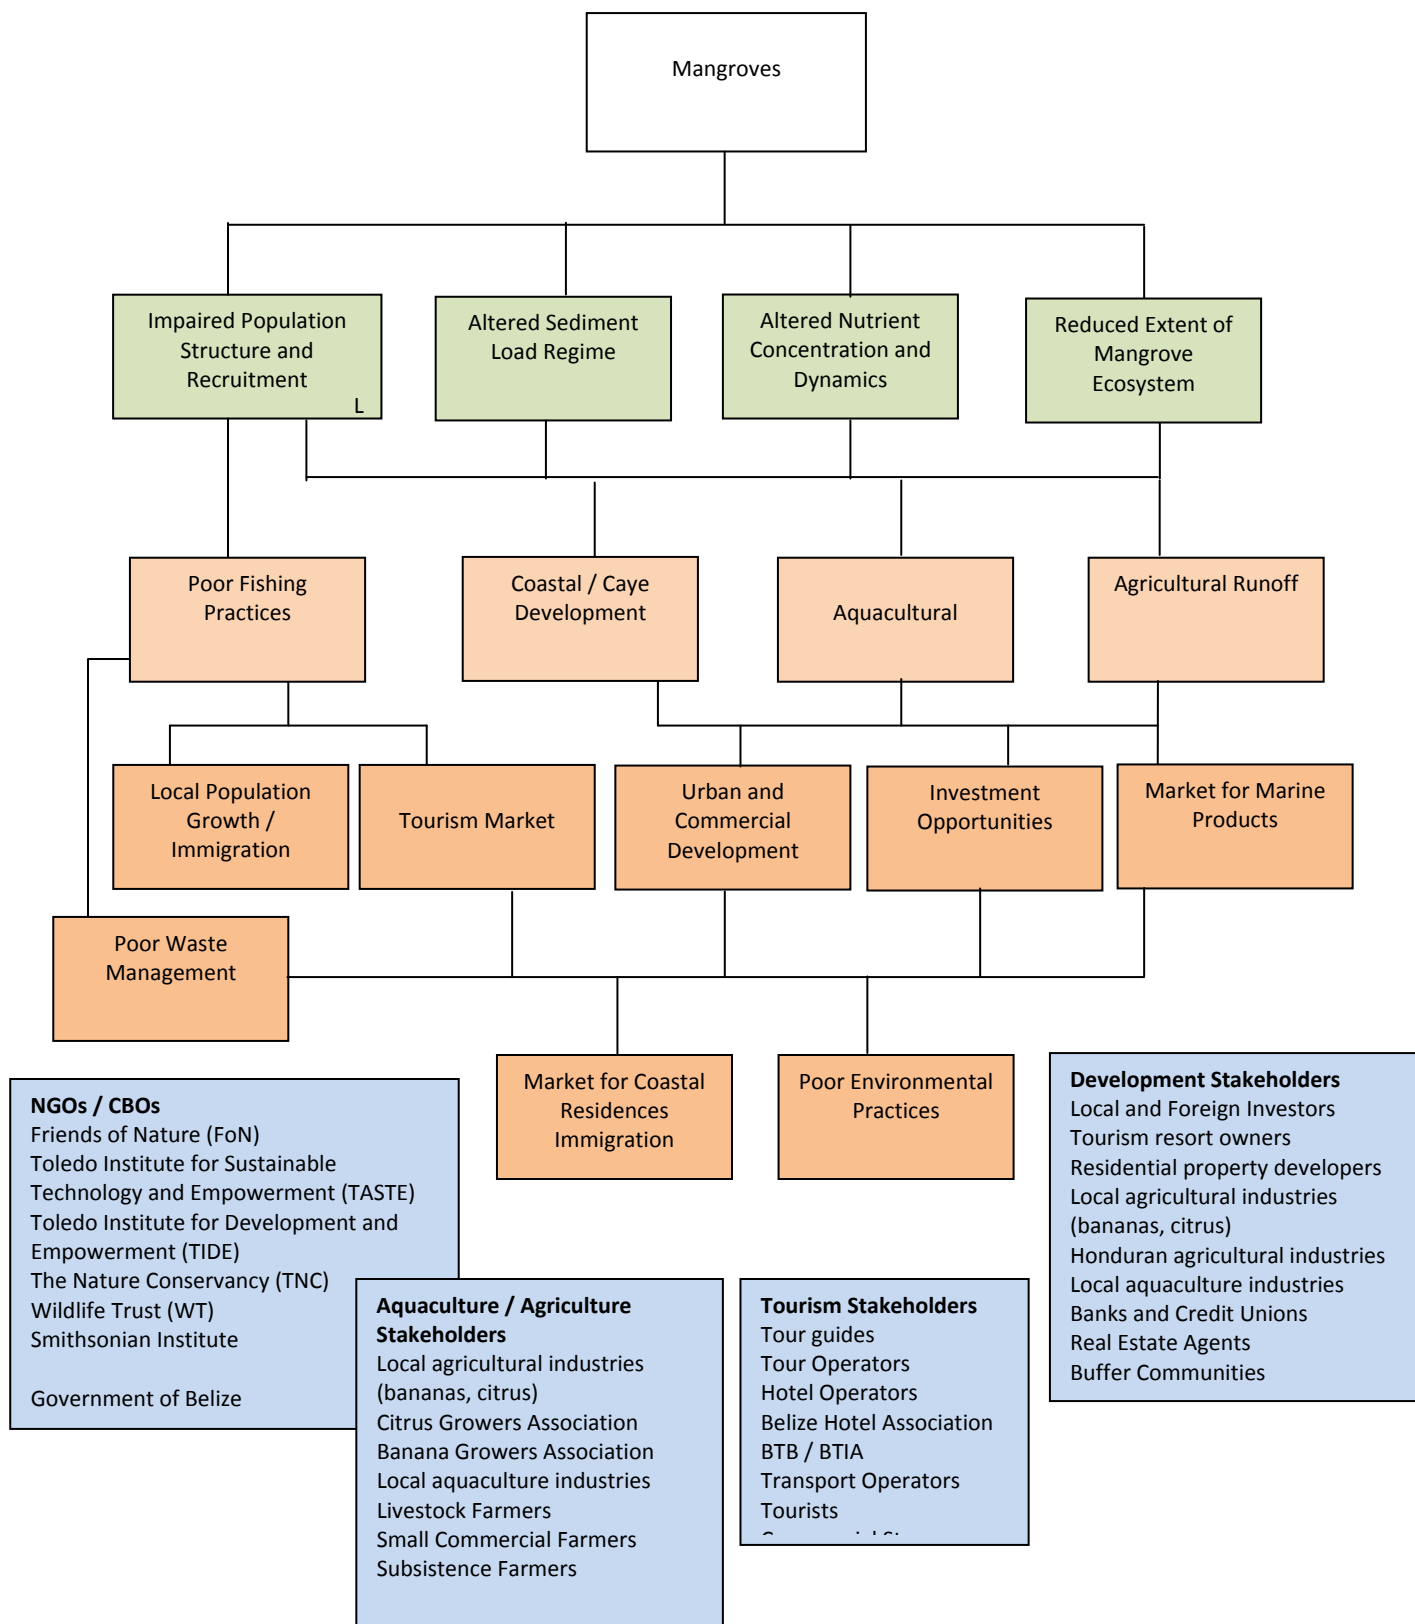 Mangroves
Impaired Population
Structure and
Recruitment
L
Altered Sediment
Load Regime
Altered Nutrient
Concentration and
Dynamics
Reduced Extent of
Mangrove
Ecosystem
Poor Fishing
Practices
Coastal / Caye
Development
Aquacultural
Agricultural Runoff
Local Population
Growth /
Immigration
Tourism Market
Urban and
Commercial
Development
Investment
Opportunities
Market for Marine
Products
Poor Waste
Management
Market for Coastal
Residences
Immigration
Poor Environmental
Practices
NGOs / CBOs
Friends of Nature (FoN)
Toledo Institute for Sustainable
Technology and Empowerment (TASTE)
Toledo Institute for Development and
Empowerment (TIDE)
The Nature Conservancy (TNC)
Wildlife Trust (WT)
Smithsonian Institute
Government of Belize
Aquaculture / Agriculture
Stakeholders
Local agricultural industries
(bananas, citrus)
Citrus Growers Association
Banana Growers Association
Local aquaculture industries
Livestock Farmers
Small Commercial Farmers
Subsistence Farmers
Tourism Stakeholders
Tour guides
Tour Operators
Hotel Operators
Belize Hotel Association
BTB / BTIA
Transport Operators
Tourists
Development Stakeholders
Local and Foreign Investors
Tourism resort owners
Residential property developers
Local agricultural industries
(bananas, citrus)
Honduran agricultural industries
Local aquaculture industries
Banks and Credit Unions
Real Estate Agents
Buffer Communities